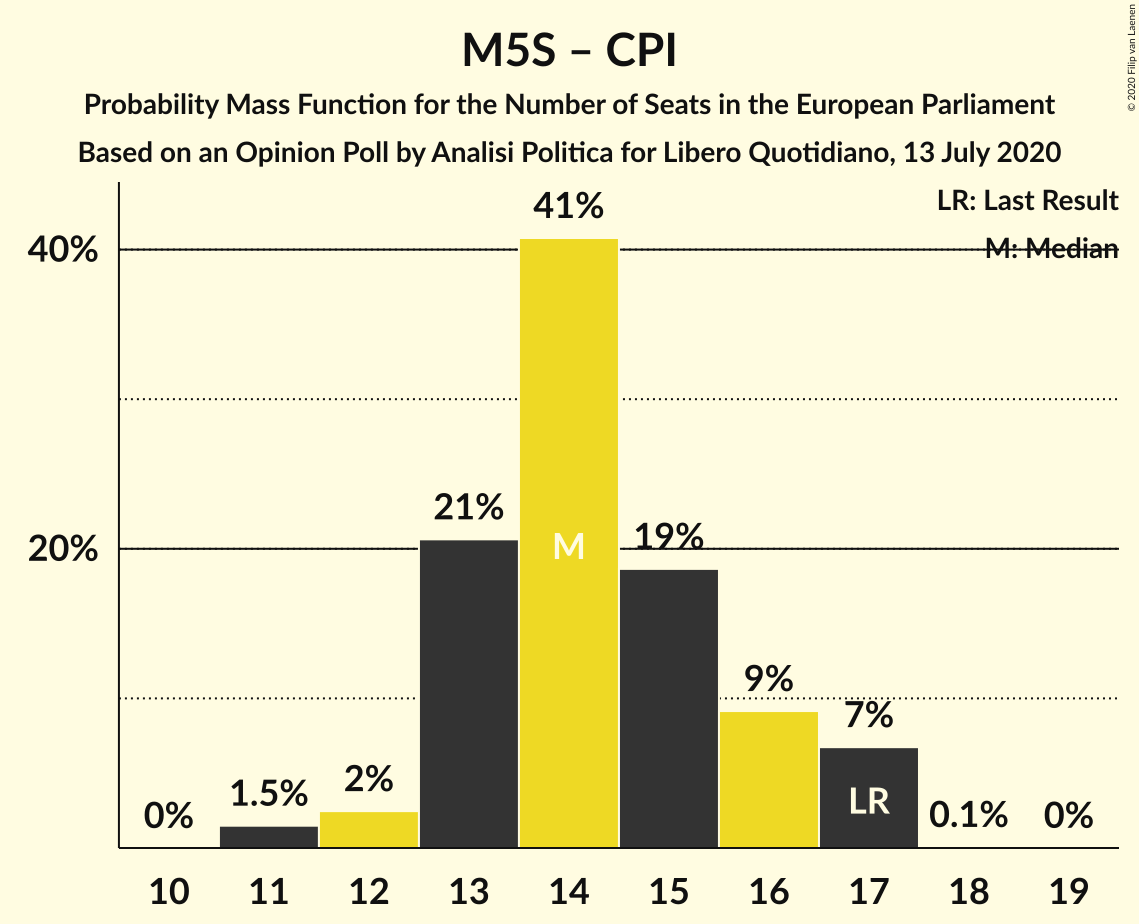 M5S – CPI
Probability Mass Function for the Number of Seats in the European Parliament
Based on an Opinion Poll by Analisi Politica for Libero Quotidiano, 13 July 2020
© 2020 Filip van Laenen
LR: Last Result
M: Median
40%
20%
0%
1.5%
2%
21%
41%
19%
9%
7%
0.1%
0%
M
LR
10 11 12 13 14 15 16 17 18 19